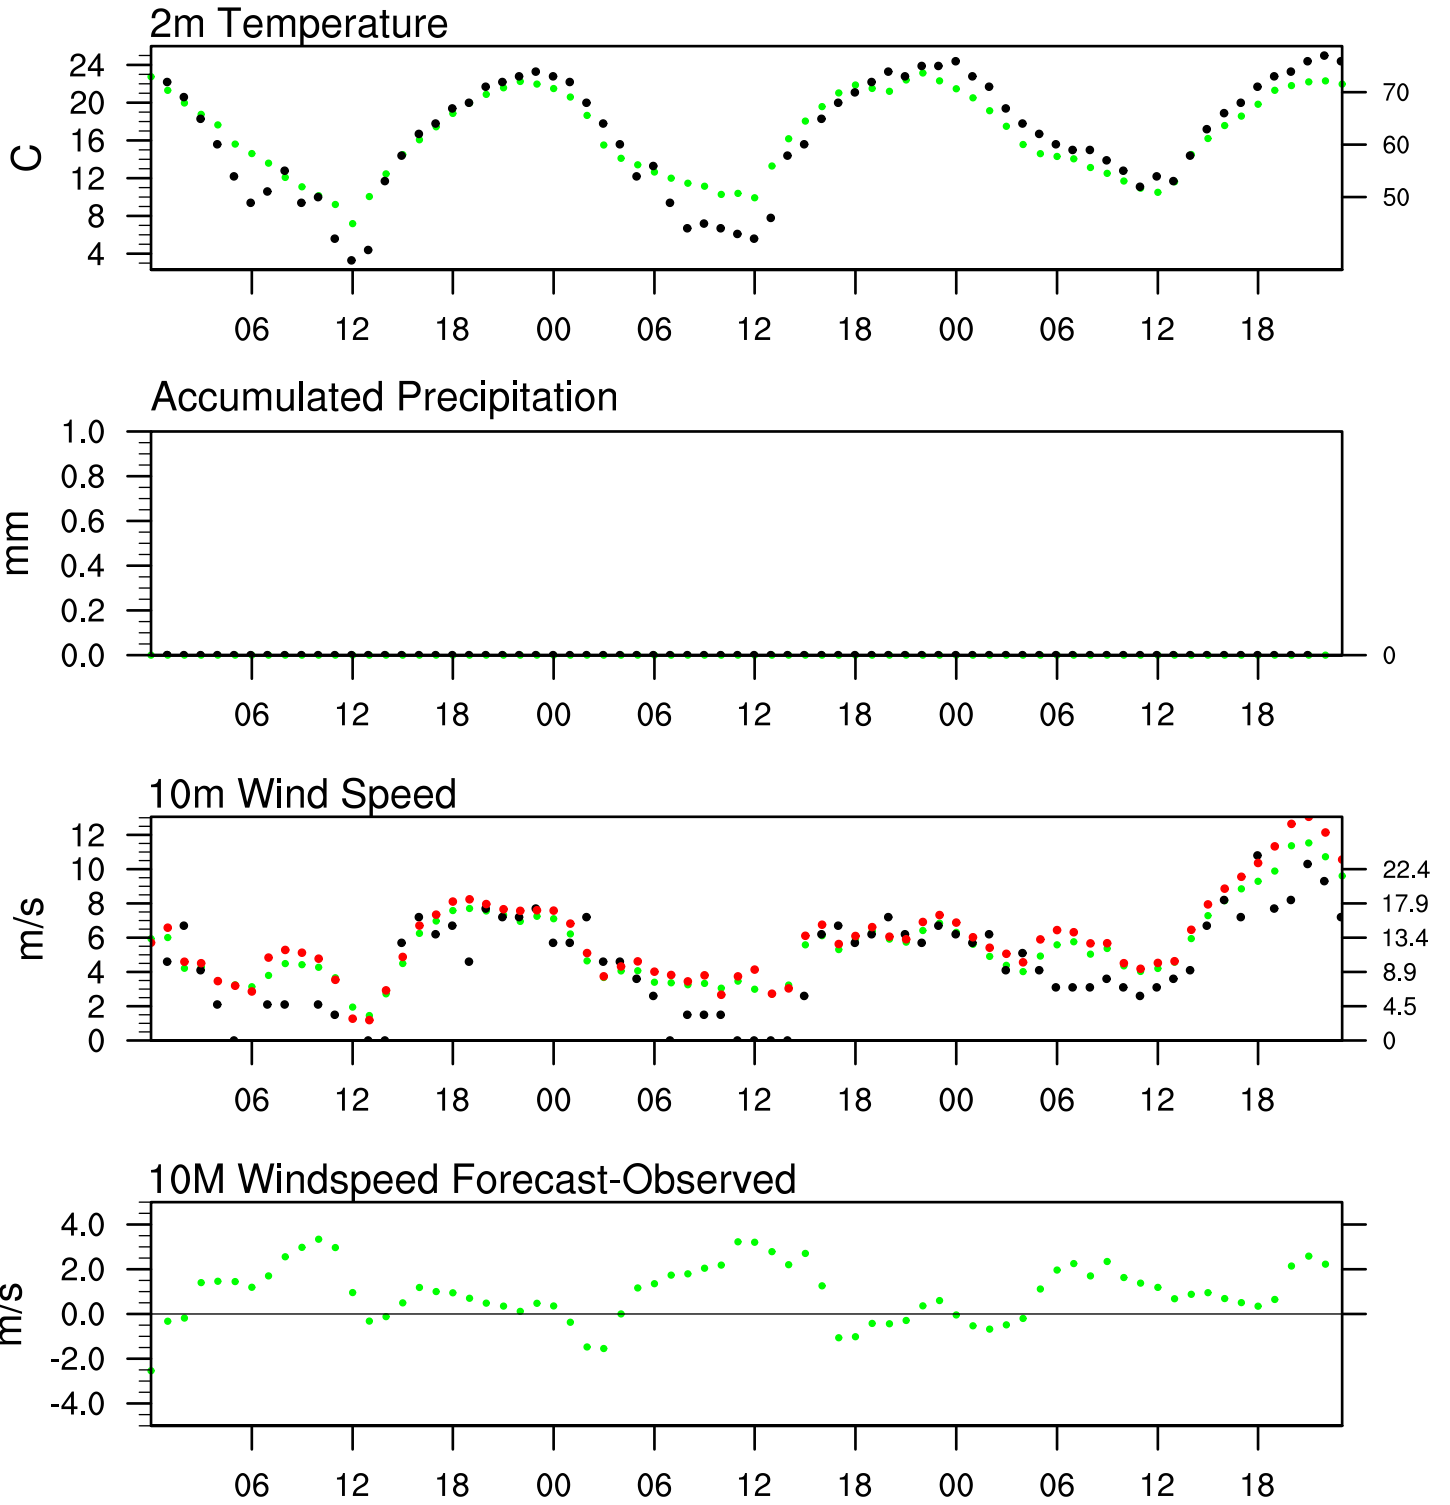 2m Temperature
24
20
16
12
8
4
C
70
60
50
06 12 18 00 06 12 18 00 06 12 18
Accumulated Precipitation
1.0
0.8
0.6
0.4
0.2
0.0
mm
0
06 12 18 00 06 12 18 00 06 12 18
10m Wind Speed
12
10
8
6
4
2
0
m/s
22.4
17.9
13.4
8.9
4.5
0
06 12 18 00 06 12 18 00 06 12 18
10M Windspeed Forecast-Observed
4.0
2.0
0.0
-2.0
-4.0
m/s
06 12 18 00 06 12 18 00 06 12 18